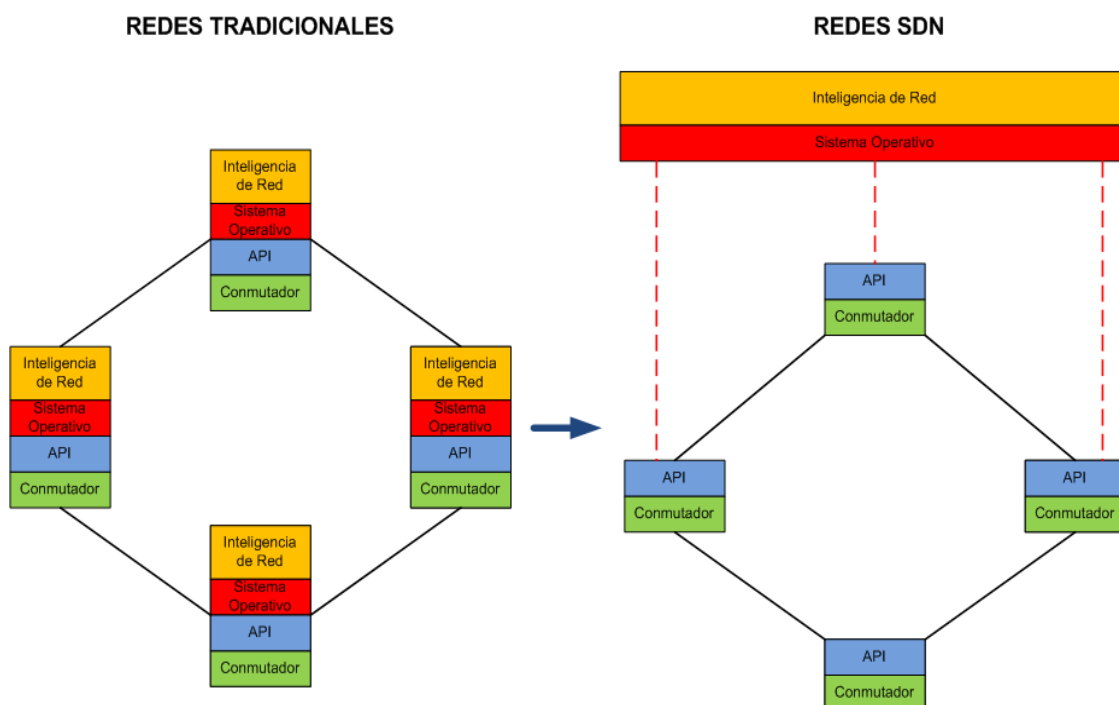 REDES TRADICIONALES
REDES SDN
Inteligencia
de Red
Sistema
Operativo
API
Conmutador
Inteligencia
de Red
Sistema
Operativo
API
Conmutador
Inteligencia
de Red
Sistema
Operativo
API
Conmutador
Inteligencia
de Red
Sistema
Operativo
API
Conmutador
Inteligencia de Red
Sistema Operativo
API
Conmutador
API
Conmutador
API
Conmutador
API
Conmutador